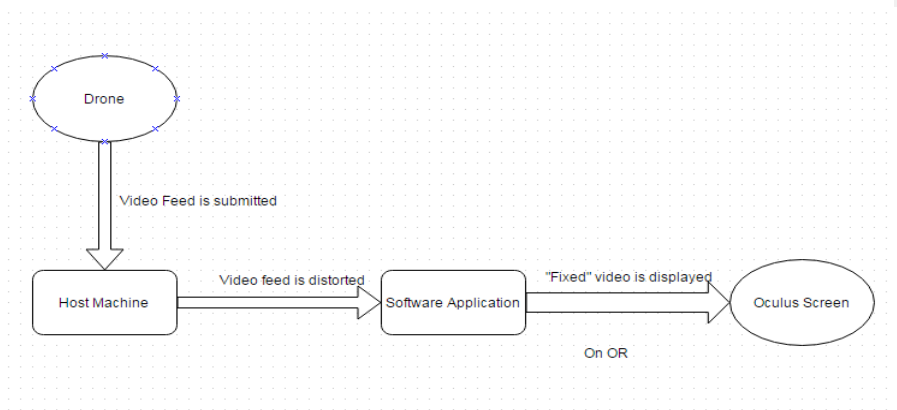 Drone
Video Feed is submitted
Video feed is distorted
"Fixed" video is displayed
Host Machine
Software Application
Oculus Screen
On OR